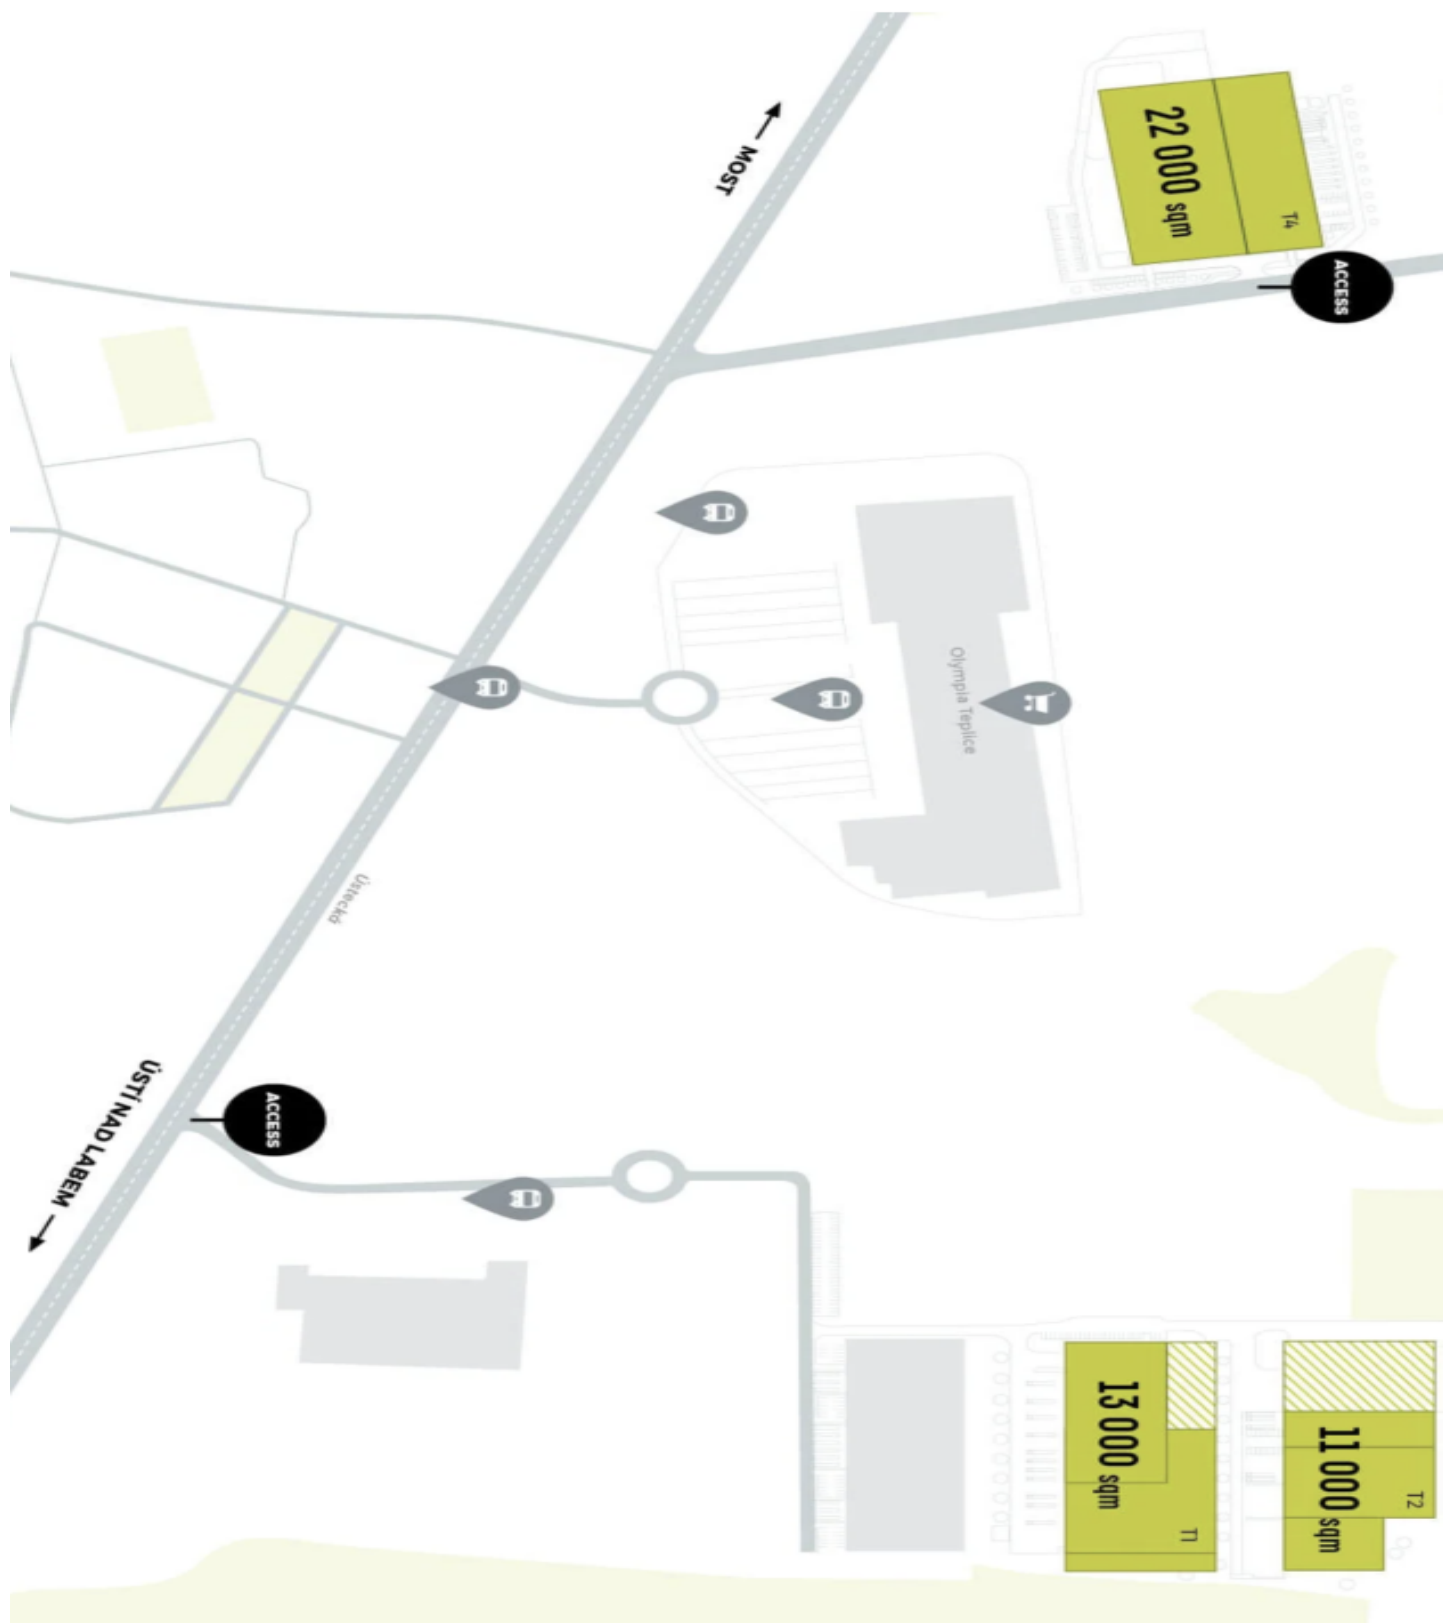 MOST
22 000 sqm
T4
ACCESS
Olympia Teplice
Ústecká
ÚSTÍ NAD LABEM
ACCESS
13 000 sqm
T1
11 000 sqm
T2